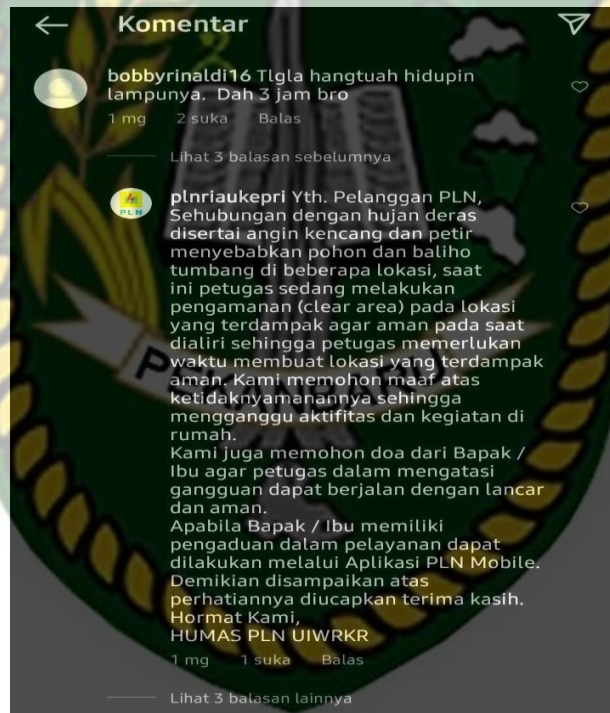 Komentar
bobbyrinaldi16 Tlgla hangtuah hidupin
lampunya. Dah 3 jam bro
1 mg 2 suka Balas
Lihat 3 balasan sebelumnya
PLN
plnriaukepri Yth. Pelanggan PLN,
Sehubungan dengan hujan deras
disertai angin kencang dan petir
menyebabkan pohon dan baliho
tumbang di beberapa lokasi, saat
ini petugas sedang melakukan
pengamanan (clear area) pada lokasi
yang terdampak agar aman pada saat
dialiri sehingga petugas memerlukan
waktu membuat lokasi yang terdampak
aman. Kami memohon maaf atas
ketidaknyamanannya sehingga
mengganggu aktifitas dan kegiatan di
rumah.
Kami juga memohon doa dari Bapak /
Ibu agar petugas dalam mengatasi
gangguan dapat berjalan dengan lancar
dan aman.
Apabila Bapak / Ibu memiliki
pengaduan dalam pelayanan dapat
dilakukan melalui Aplikasi PLN Mobile.
Demikian disampaikan atas
perhatiannya diucapkan terima kasih.
Hormat Kami,
HUMAS PLN UIWRKR
1 mg 1 suka Balas
Lihat 3 balasan lainnya